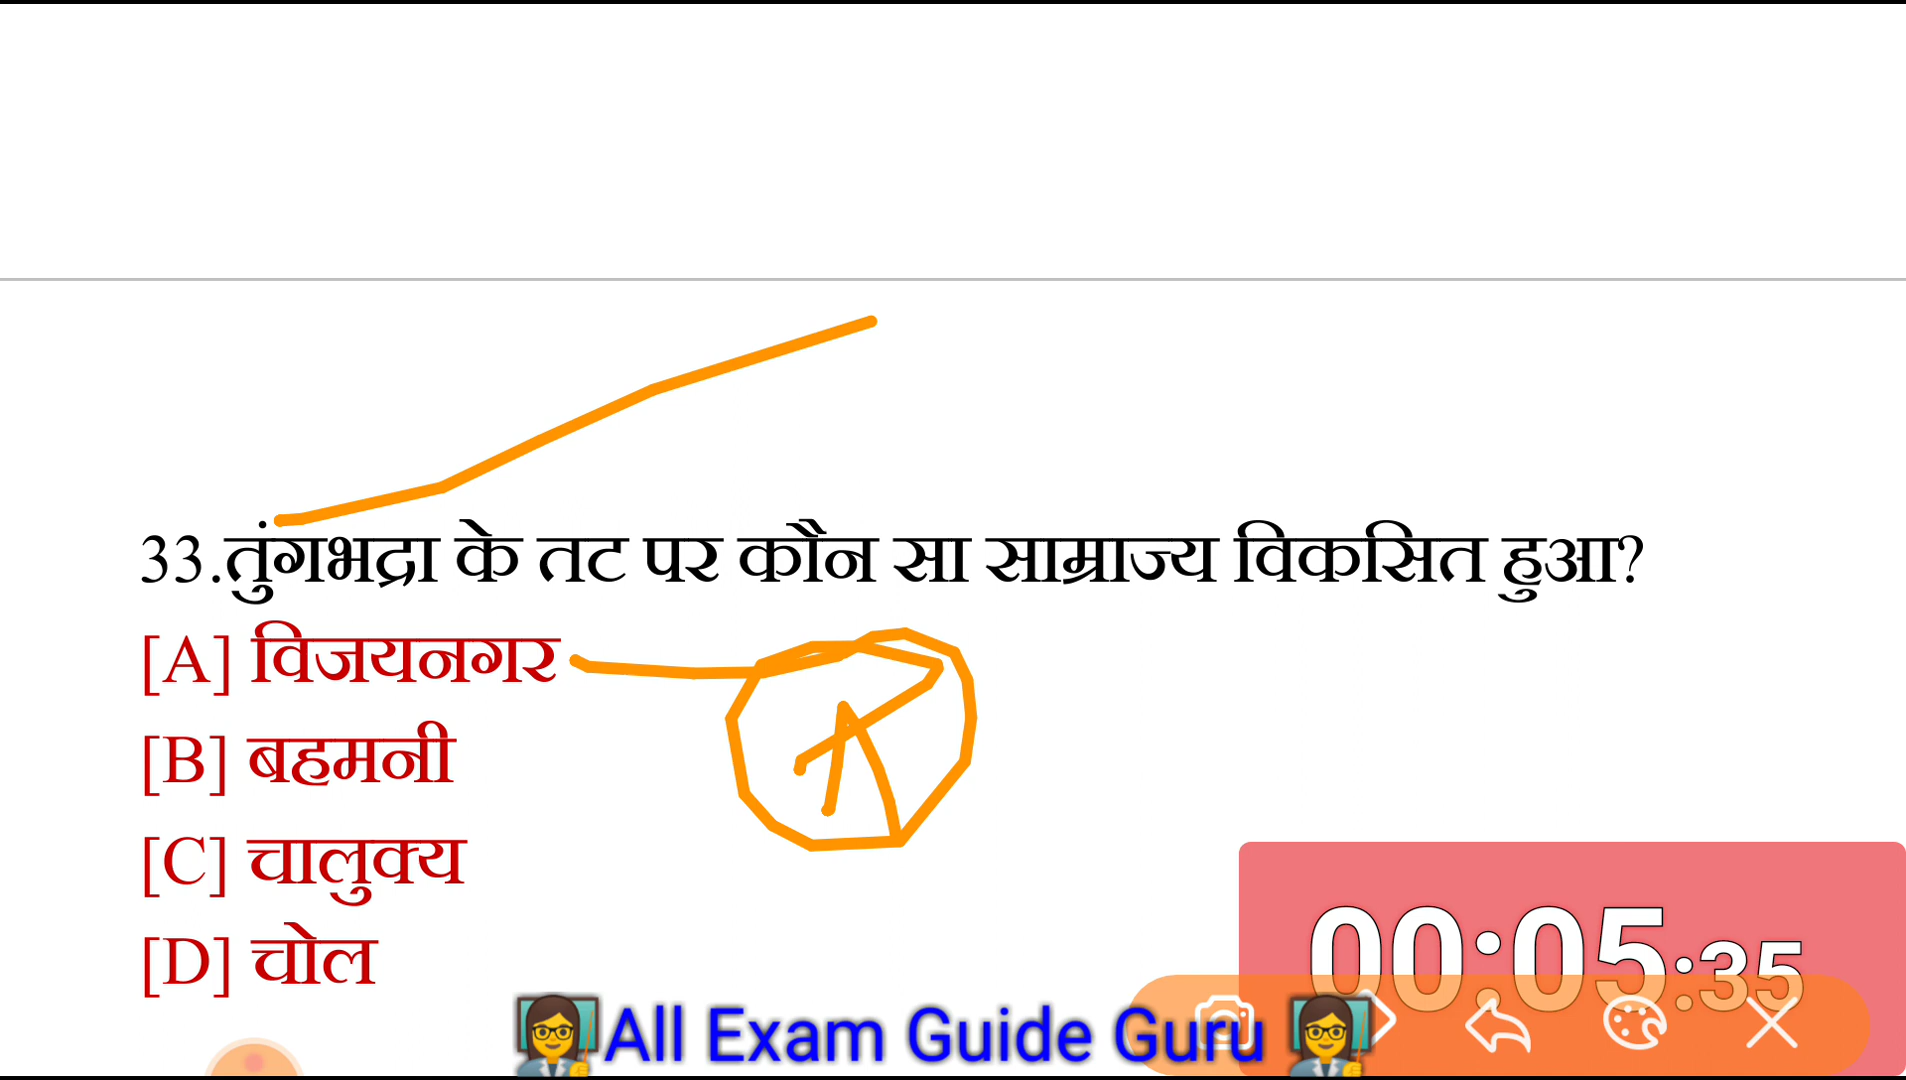 33.तुंगभद्रा के तट पर कौन सा साम्राज्य विकसित हुआ?
[A] विजयनगर
A
[B] बहमनी
[C] चालुक्य
[D] चोल
00:05:35
All Exam Guide Guru